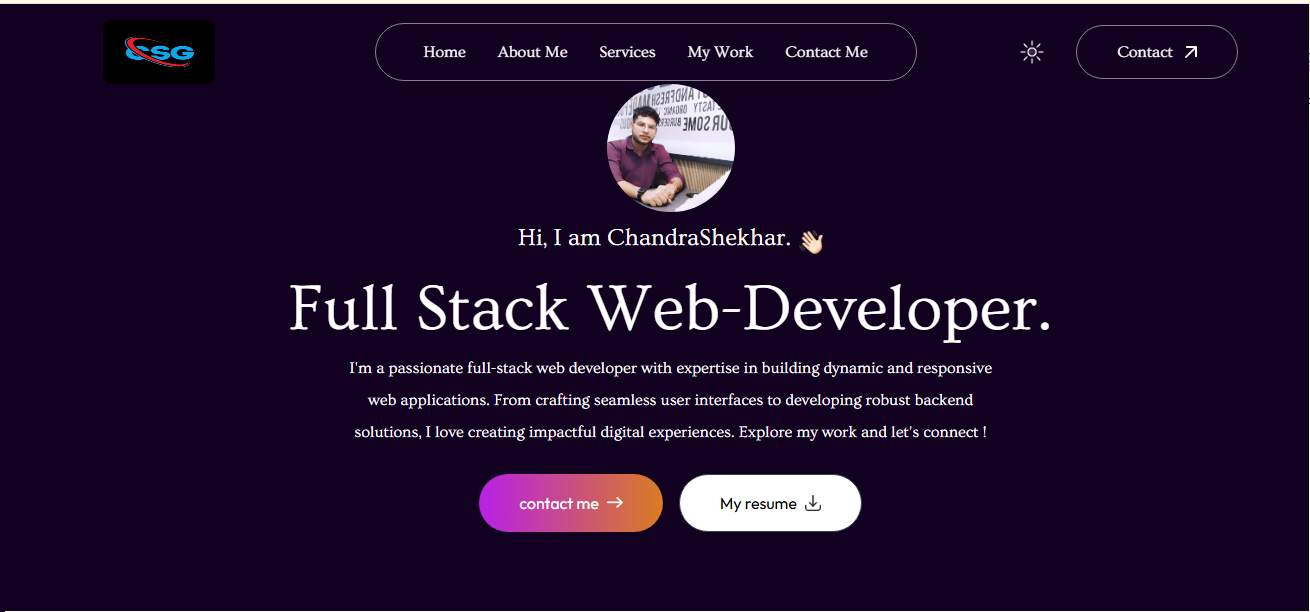 CSG
Home About Me Services My Work Contact Me
Contact
Hi, I am ChandraShekhar. 👋🏻
Full Stack Web-Developer.
I'm a passionate full-stack web developer with expertise in building dynamic and responsive
web applications. From crafting seamless user interfaces to developing robust backend
solutions, I love creating impactful digital experiences. Explore my work and let's connect !
contact me
My resume